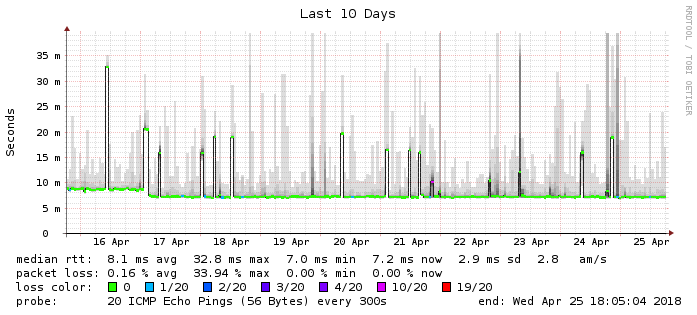 Last 10 Days
RRDTOOL / TOBI OETIKER
Seconds
35 m
30 m
25 m
20 m
15 m
10 m
5 m
0
16 Apr 17 Apr 18 Apr 19 Apr 20 Apr 21 Apr 22 Apr 23 Apr 24 Apr 25 Apr
median rtt: 8.1 ms avg 32.8 ms max 7.0 ms min 7.2 ms now 2.9 ms sd 2.8 am/s
packet loss: 0.16 % avg 33.94 % max 0.00 % min 0.00 % now
loss color: 0 1/20 2/20 3/20 4/20 10/20 19/20
probe: 20 ICMP Echo Pings (56 Bytes) every 300s end: Wed Apr 25 18:05:04 2018